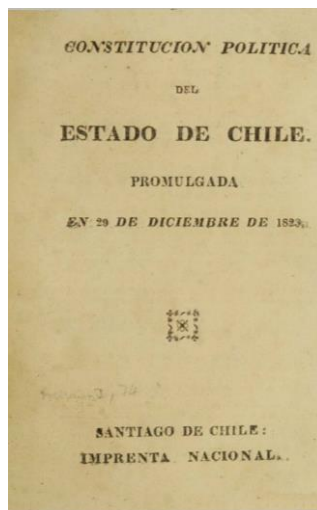 CONSTITUCION POLITICA
DEL
ESTADO DE CHILE.
PROMULGADA
EN 29 DE DICIEMBRE DE 1823.
SANTIAGO DE CHILE:
IMPRENTA NACIONAL.